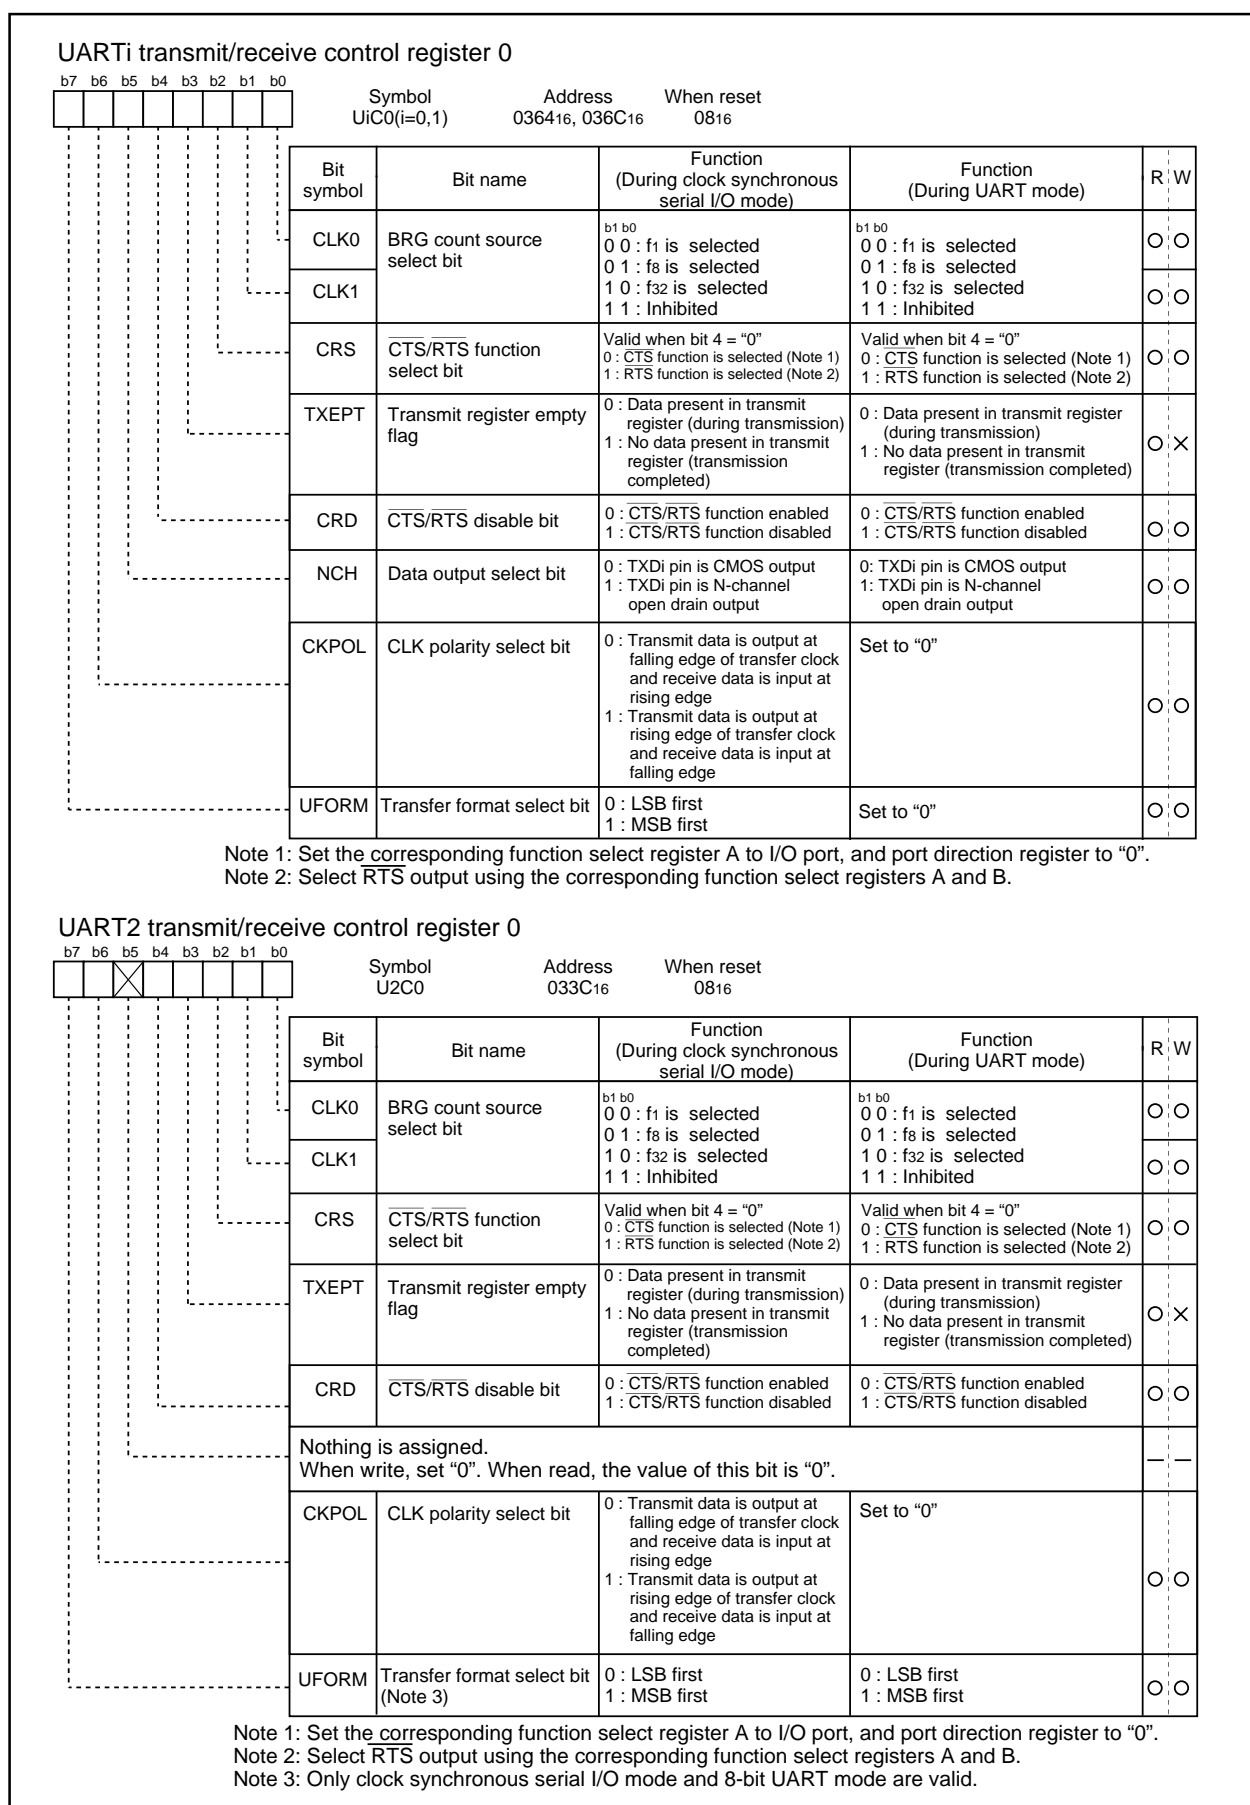 UARTi transmit/receive control register 0
b7 b6 b5 b4 b3 b2 b1 b0
Symbol Address When reset
UiC0(i=0,1) 036416, 036C16 0816
Bit symbol Bit name Function (During clock synchronous serial I/O mode) Function (During UART mode) R W
CLK0 BRG count source select bit
CLK1
b1 b0
0 0 : f1 is selected
0 1 : f8 is selected
1 0 : f32 is selected
1 1 : Inhibited
b1 b0
0 0 : f1 is selected
0 1 : f8 is selected
1 0 : f32 is selected
1 1 : Inhibited
CRS CTS/RTS function select bit
Valid when bit 4 = “0”
0 : CTS function is selected (Note 1)
1 : RTS function is selected (Note 2)
Valid when bit 4 = “0”
0 : CTS function is selected (Note 1)
1 : RTS function is selected (Note 2)
TXEPT Transmit register empty flag
0 : Data present in transmit
register (during transmission)
1 : No data present in transmit
register (transmission
completed)
0 : Data present in transmit register
(during transmission)
1 : No data present in transmit
register (transmission completed)
CRD CTS/RTS disable bit
0 : CTS/RTS function enabled
1 : CTS/RTS function disabled
0 : CTS/RTS function enabled
1 : CTS/RTS function disabled
NCH Data output select bit
0 : TXDi pin is CMOS output
1 : TXDi pin is N-channel
open drain output
0: TXDi pin is CMOS output
1: TXDi pin is N-channel
open drain output
CKPOL CLK polarity select bit
0 : Transmit data is output at
falling edge of transfer clock
and receive data is input at
rising edge
1 : Transmit data is output at
rising edge of transfer clock
and receive data is input at
falling edge
Set to “0”
UFORM Transfer format select bit
0 : LSB first
1 : MSB first
Set to “0”
Note 1: Set the corresponding function select register A to I/O port, and port direction register to “0”.
Note 2: Select RTS output using the corresponding function select registers A and B.
UART2 transmit/receive control register 0
b7 b6 b5 b4 b3 b2 b1 b0
Symbol Address When reset
U2C0 033C16 0816
Bit symbol Bit name Function (During clock synchronous serial I/O mode) Function (During UART mode) R W
CLK0 BRG count source select bit
CLK1
b1 b0
0 0 : f1 is selected
0 1 : f8 is selected
1 0 : f32 is selected
1 1 : Inhibited
b1 b0
0 0 : f1 is selected
0 1 : f8 is selected
1 0 : f32 is selected
1 1 : Inhibited
CRS CTS/RTS function select bit
Valid when bit 4 = “0”
0 : CTS function is selected (Note 1)
1 : RTS function is selected (Note 2)
Valid when bit 4 = “0”
0 : CTS function is selected (Note 1)
1 : RTS function is selected (Note 2)
TXEPT Transmit register empty flag
0 : Data present in transmit
register (during transmission)
1 : No data present in transmit
register (transmission
completed)
0 : Data present in transmit register
(during transmission)
1 : No data present in transmit
register (transmission completed)
CRD CTS/RTS disable bit
0 : CTS/RTS function enabled
1 : CTS/RTS function disabled
0 : CTS/RTS function enabled
1 : CTS/RTS function disabled
Nothing is assigned.
When write, set “0”. When read, the value of this bit is “0”.
CKPOL CLK polarity select bit
0 : Transmit data is output at
falling edge of transfer clock
and receive data is input at
rising edge
1 : Transmit data is output at
rising edge of transfer clock
and receive data is input at
falling edge
Set to “0”
UFORM Transfer format select bit
(Note 3)
0 : LSB first
1 : MSB first
0 : LSB first
1 : MSB first
Note 1: Set the corresponding function select register A to I/O port, and port direction register to “0”.
Note 2: Select RTS output using the corresponding function select registers A and B.
Note 3: Only clock synchronous serial I/O mode and 8-bit UART mode are valid.